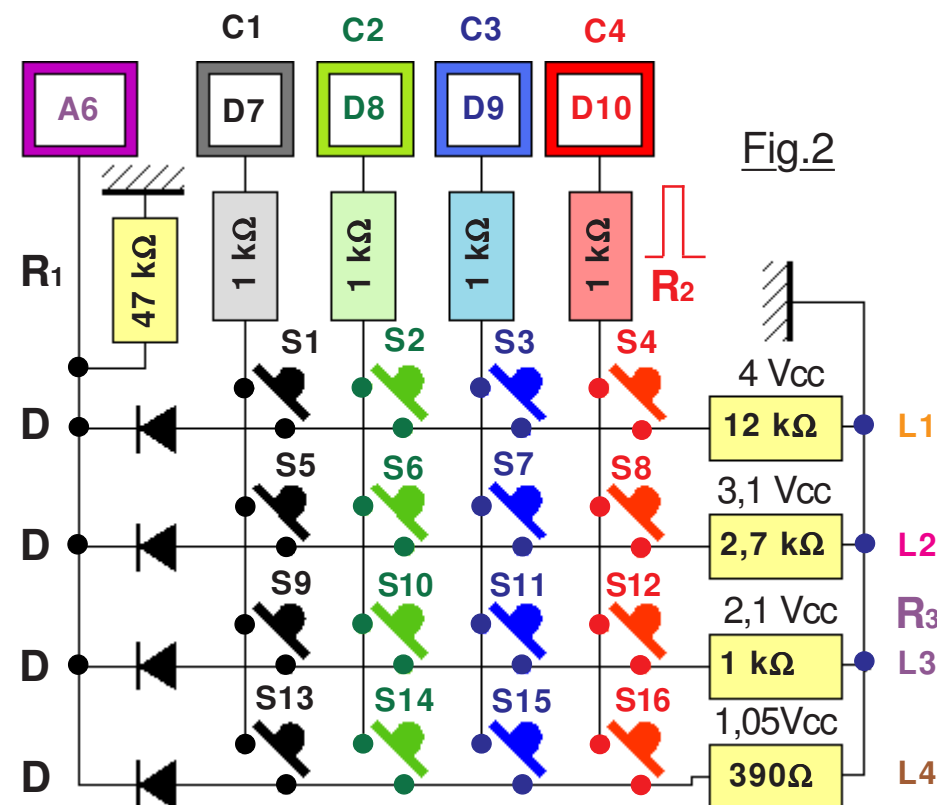 C1 C2 C3 C4
A6 D7 D8 D9 D10
Fig.2
R1 47 kΩ 1 kΩ 1 kΩ 1 kΩ 1 kΩ R2
S1 S2 S3 S4 4 Vcc
D 12 kΩ L1
S5 S6 S7 S8 3,1 Vcc
D 2,7 kΩ L2
S9 S10 S11 S12 2,1 Vcc R3
D 1 kΩ L3
S13 S14 S15 S16 1,05Vcc
D 390Ω L4